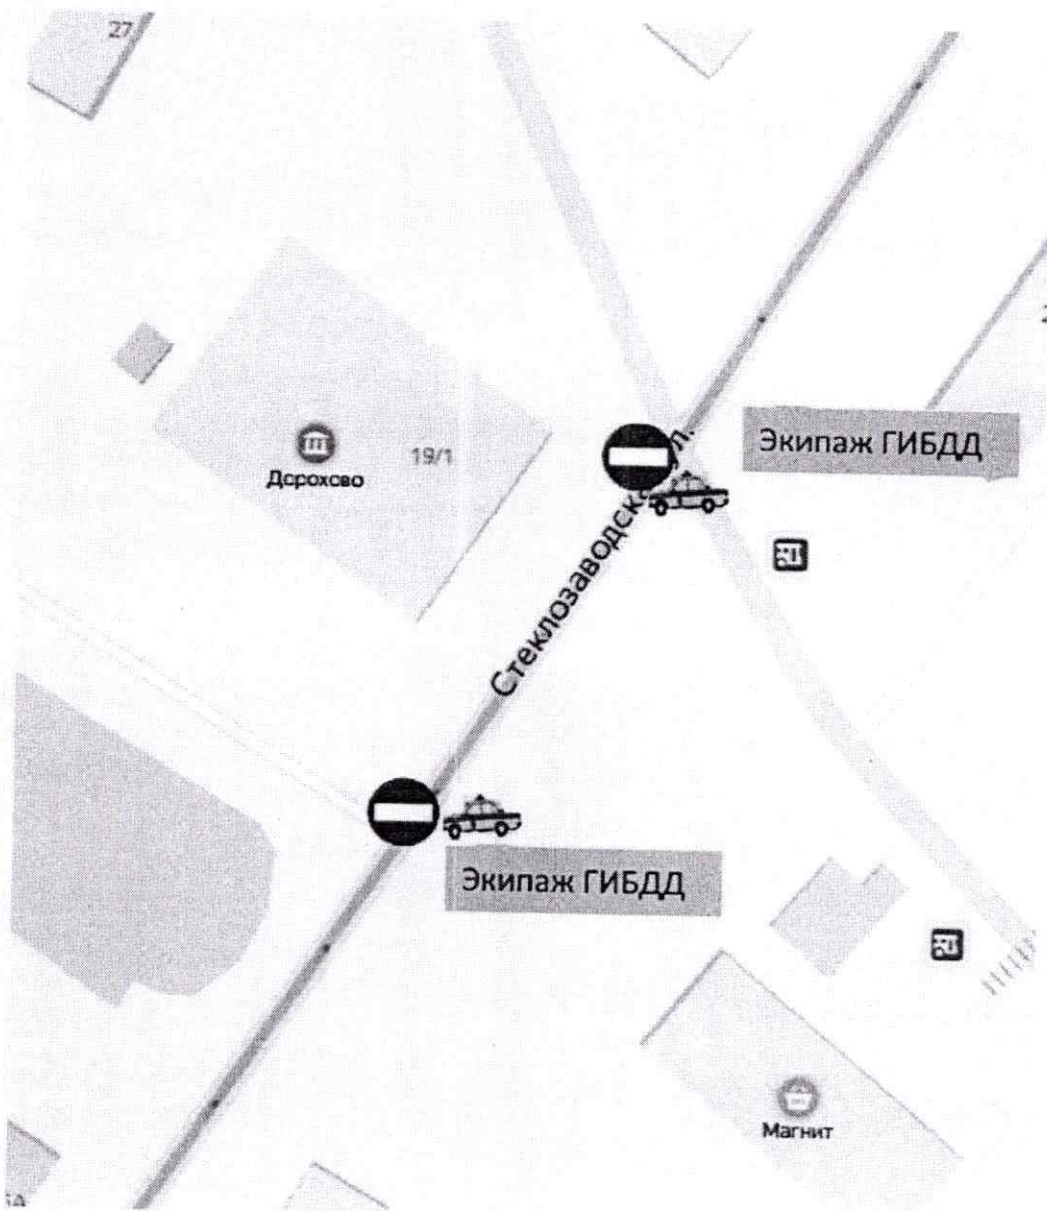 27
Экипаж ГИБДД
19/1
Дорохово
Стеклозаводск л.
Экипаж ГИБДД
Магнит